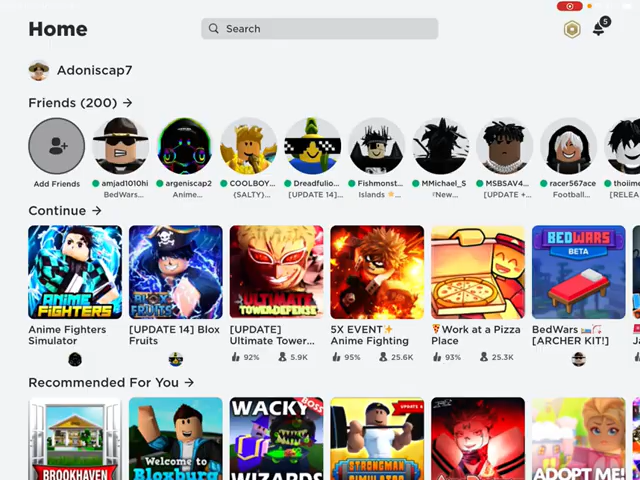 Home
Search
5
Adoniscap7
Friends (200) →
Add Friends
amjad1010hi
BedWars...
argeniscap2
Anime...
COOLBOY...
(SALTY)...
Dreadfulio...
[UPDATE 14]...
Fishmonst...
Islands ✨...
MMichael_S
🌟New...
MSBSAV4...
[UPDATE +...
racer567ace
Football...
thoiime
[RELEA
Continue →
ANIME
FIGHTERS
BLOX
FRUITS
ULTIMATE
TOWER DEFENSE
BEDWARS
BETA
Anime Fighters
Simulator
[UPDATE 14] Blox
Fruits
[UPDATE]
Ultimate Tower...
92% 5.9K
5X EVENT✨
Anime Fighting
95% 25.6K
🍕Work at a Pizza
Place
93% 25.3K
BedWars 🛏️🏹
[ARCHER KIT!]
Recommended For You →
BROOKHAVEN
Welcome to
Bloxburg
WACKY
WIZARDS
BOSS
UPDATE
STRONGMAN
SIMULATOR
ADOPT ME!